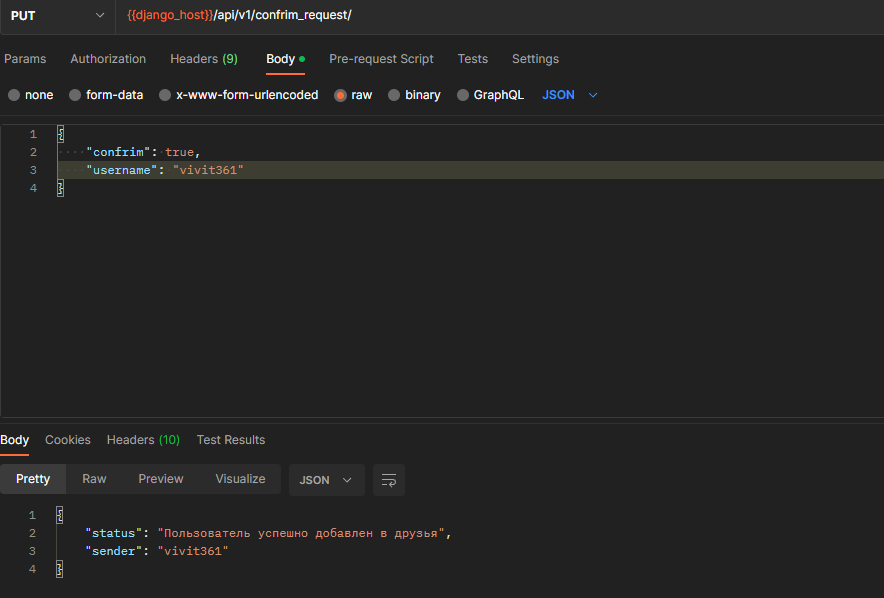 PUT {{django_host}}/api/v1/confrim_request/
Params Authorization Headers (9) Body Pre-request Script Tests Settings
none form-data x-www-form-urlencoded raw binary GraphQL JSON
1 {
2 "confrim": true,
3 "username": "vivit361"
4 }
Body Cookies Headers (10) Test Results
Pretty Raw Preview Visualize JSON
1 {
2 "status": "Пользователь успешно добавлен в друзья",
3 "sender": "vivit361"
4 }